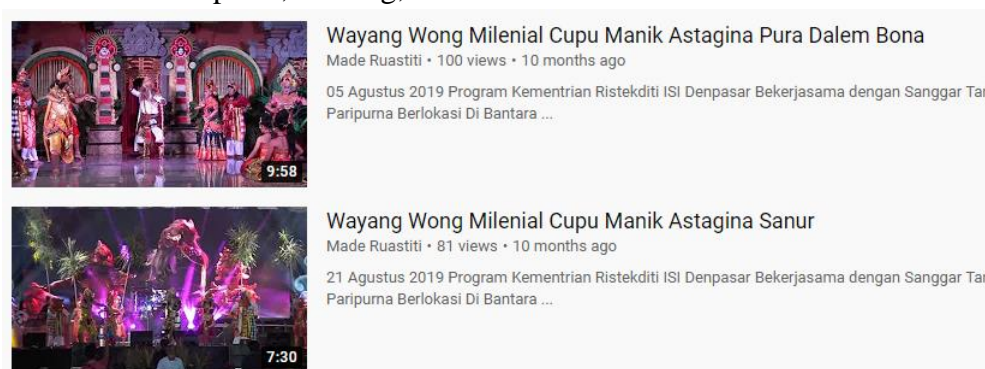 Wayang Wong Milenial Cupu Manik Astagina Pura Dalem Bona
Made Ruastiti • 100 views • 10 months ago
05 Agustus 2019 Program Kementrian Ristekditi ISI Denpasar Bekerjasama dengan Sanggar Tar
Paripurna Berlokasi Di Bantara ...
9:58
Wayang Wong Milenial Cupu Manik Astagina Sanur
Made Ruastiti • 81 views • 10 months ago
21 Agustus 2019 Program Kementrian Ristekditi ISI Denpasar Bekerjasama dengan Sanggar Tar
Paripurna Berlokasi Di Bantara ...
7:30